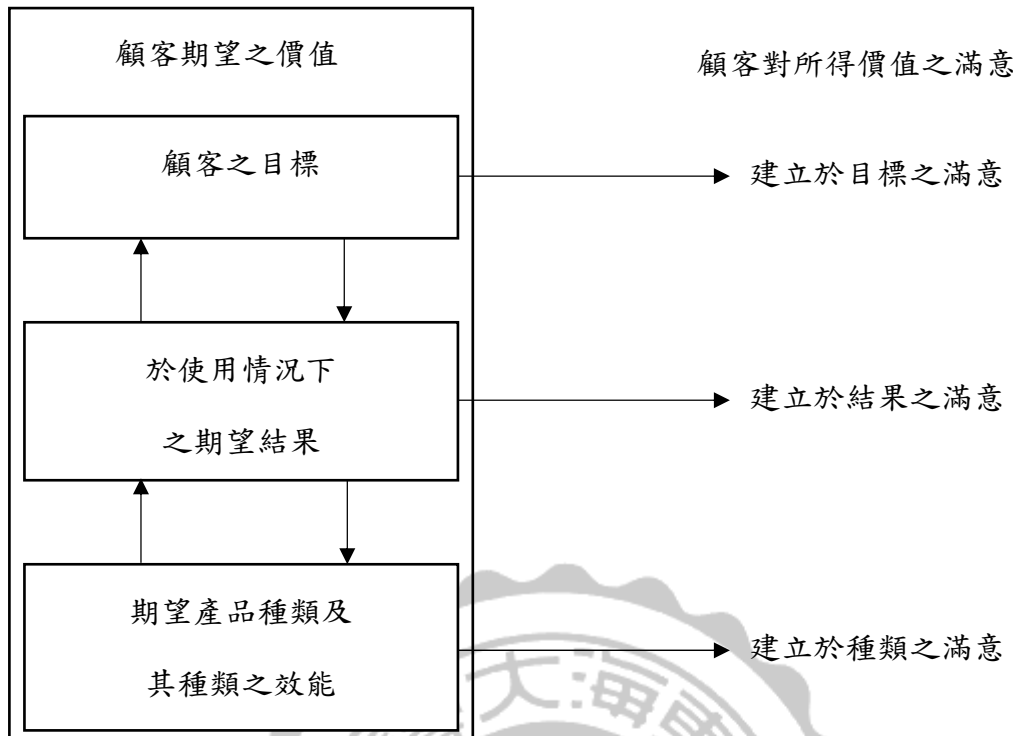 顧客期望之價值
顧客對所得價值之滿意
顧客之目標
建立於目標之滿意
於使用情況下
之期望結果
建立於結果之滿意
期望產品種類及
其種類之效能
建立於種類之滿意
大海